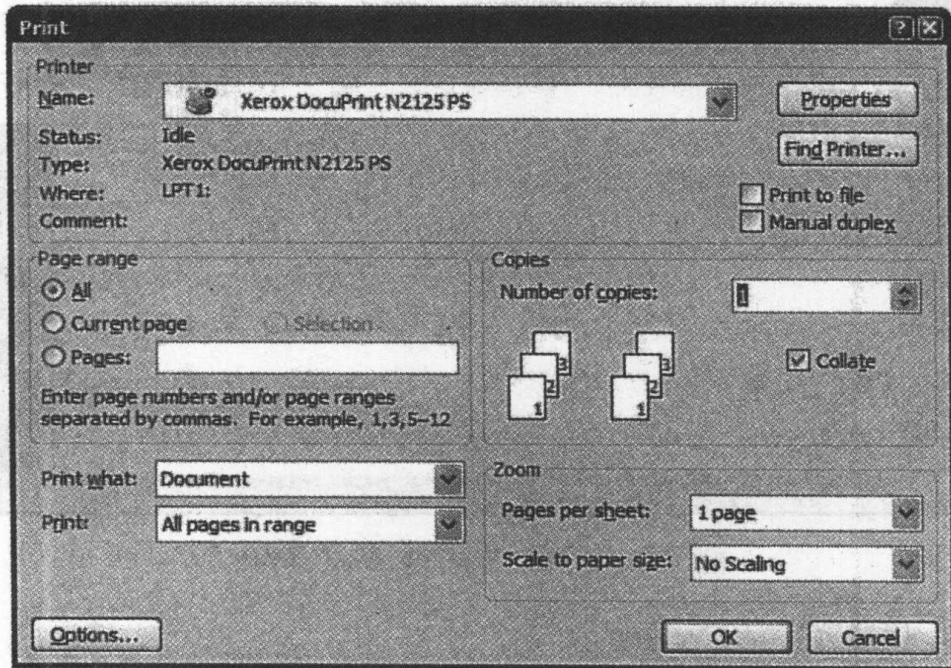 Print
Printer
Name: Xerox DocuPrint N2125 PS Properties
Status: Idle
Find Printer...
Type: Xerox DocuPrint N2125 PS
Where: LPT1: Print to file
Comment: Manual duplex
Page range
All
Current page Selection
Pages:
Enter page numbers and/or page ranges
separated by commas. For example, 1,3,5–12
Copies
Number of copies: 1
1 2 3 1 2 3
Collate
Print what: Document
Print: All pages in range
Zoom
Pages per sheet: 1 page
Scale to paper size: No Scaling
Options... OK Cancel